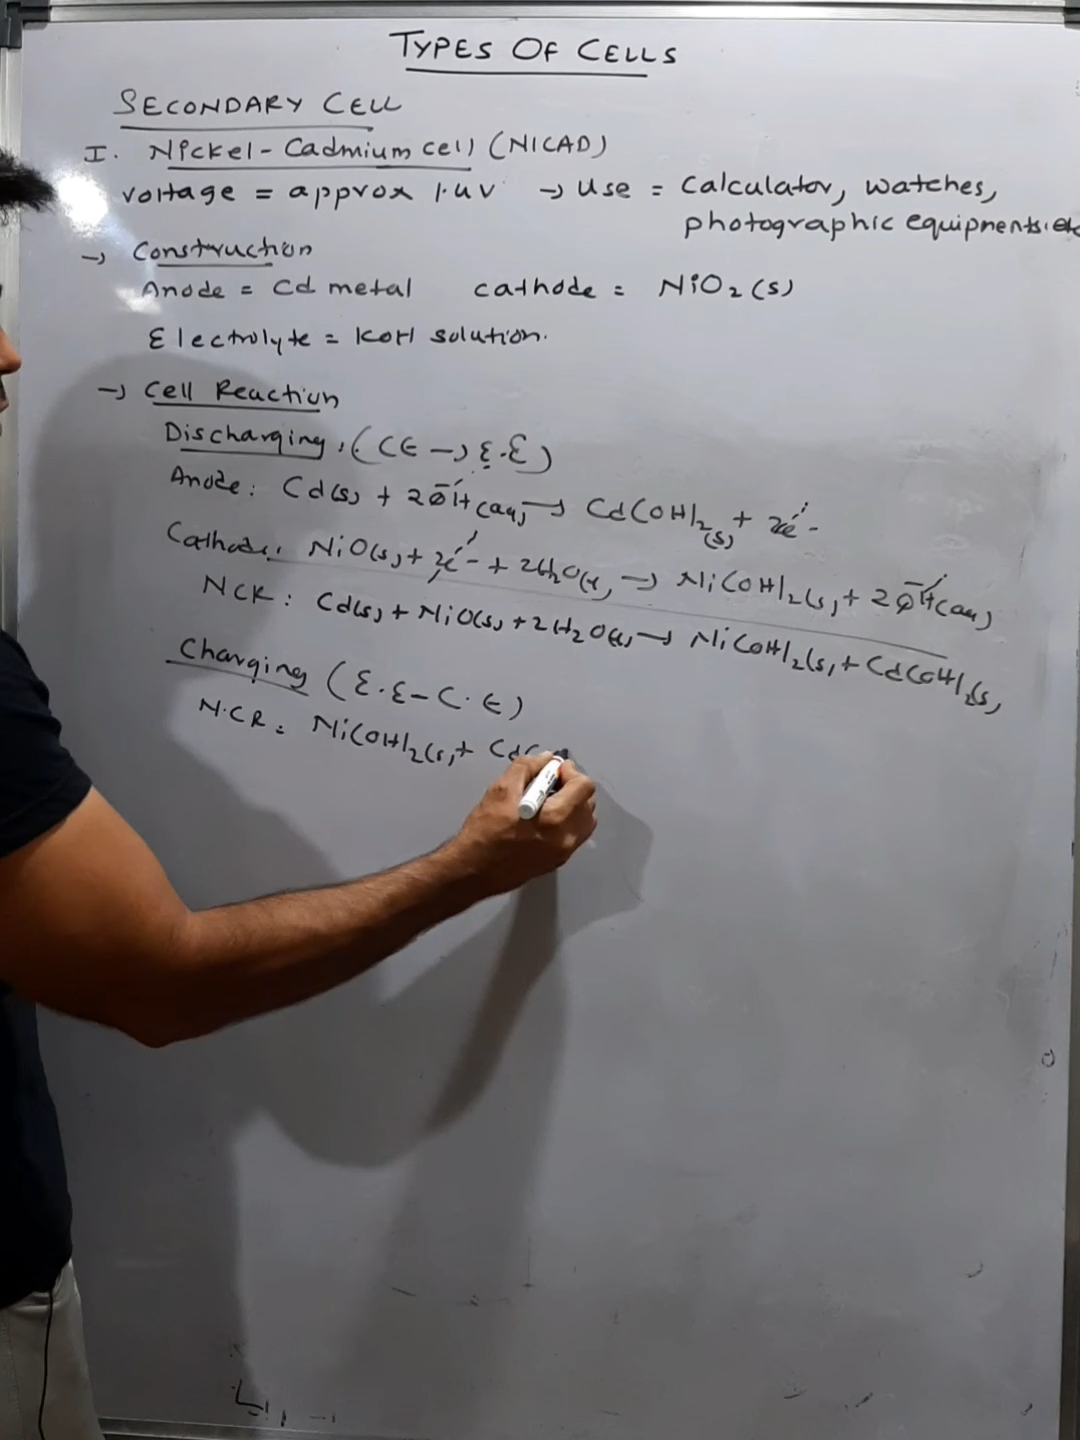 TYPES OF CELLS
SECONDARY CELL
I. Nickel-Cadmium cell (NICAD)
voltage = approx 1.4V → Use = Calculator, watches,
photographic equipments. etc
→ Construction
Anode = Cd metal cathode = NiO₂(s)
Electrolyte = KOH solution.
→ Cell Reaction
Discharging, (CE → E.E)
Anode: Cd(s) + 2OH⁻(aq) → Cd(OH)₂(s) + 2e⁻
Cathode: NiO(s) + 2e⁻ + 2H₂O(l) → Ni(OH)₂(s) + 2OH⁻(aq)
NCR: Cd(s) + NiO(s) + 2H₂O(l) → Ni(OH)₂(s) + Cd(OH)₂(s)
Charging (E.E - C.E)
N.C.R = Ni(OH)₂(s) + Cd(